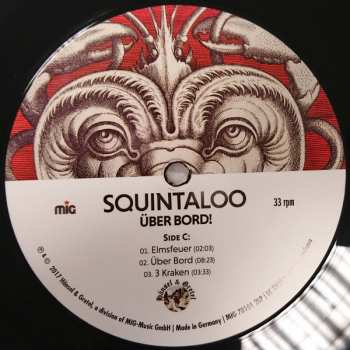 MiG
SQUINTALOO
ÜBER BORD!
33 rpm
SIDE C:
01. Elmsfeuer (02:03)
02. Über Bord (08:23)
03. 3 Kraken (03:33)
Hänsel & Gretel
℗ & © 2017 Hänsel & Gretel, a division of MIG-Music GmbH | Made in Germany | MIG